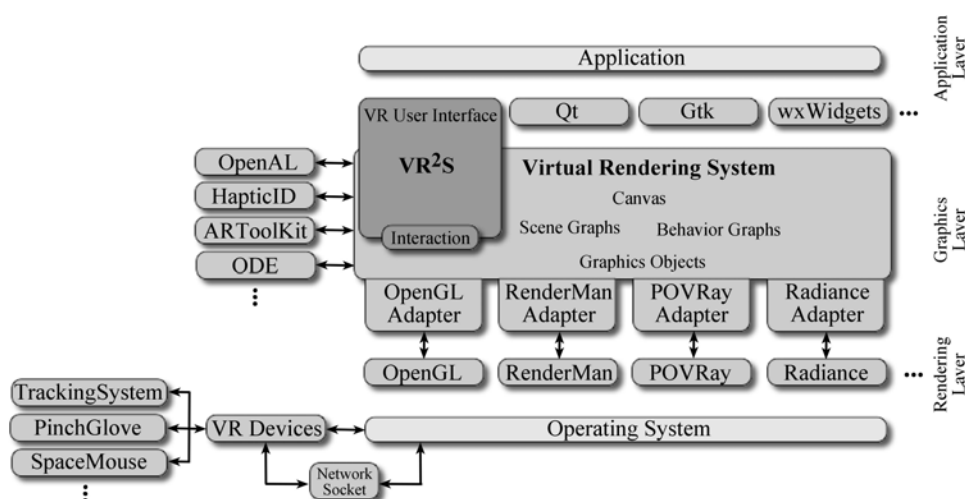 Application
Application
Layer
VR User Interface
Qt
Gtk
wxWidgets
...
VR²S
Virtual Rendering System
OpenAL
HapticID
ARToolKit
ODE
...
Canvas
Scene Graphs
Behavior Graphs
Interaction
Graphics Objects
Graphics
Layer
OpenGL
Adapter
RenderMan
Adapter
POVRay
Adapter
Radiance
Adapter
OpenGL
RenderMan
POVRay
Radiance
...
Rendering
Layer
TrackingSystem
PinchGlove
SpaceMouse
...
VR Devices
Operating System
Network
Socket